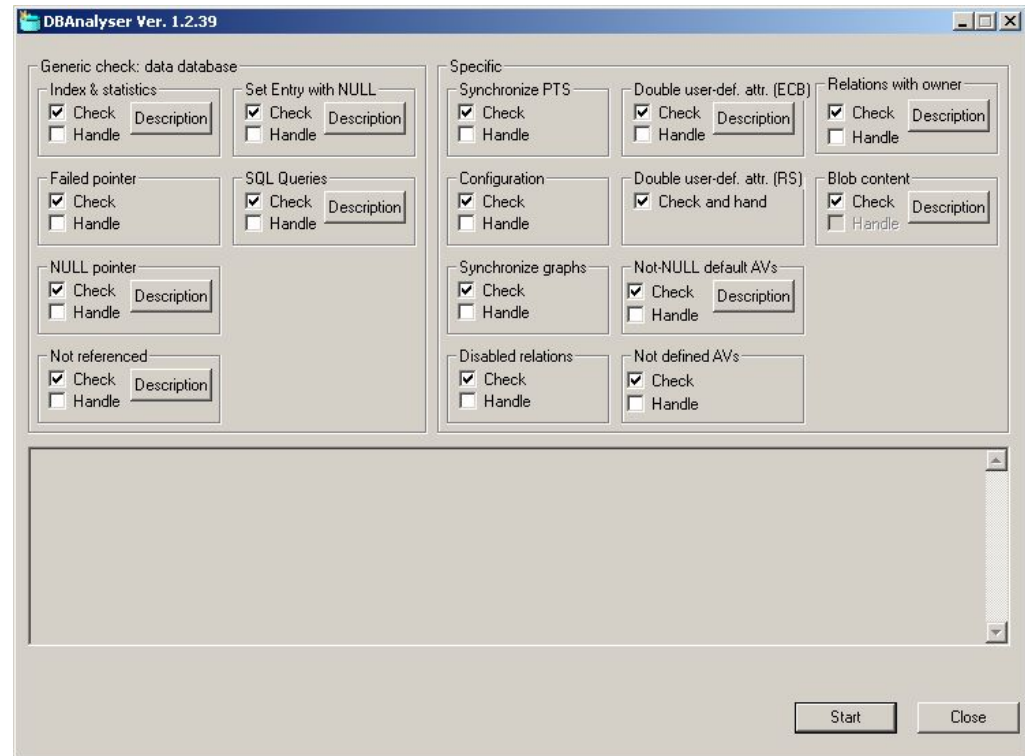 DBAnalyser Ver. 1.2.39
Generic check: data database
Index & statistics
Check
Description
Handle
Set Entry with NULL
Check
Description
Handle
Failed pointer
Check
Handle
SQL Queries
Check
Description
Handle
NULL pointer
Check
Description
Handle
Not referenced
Check
Description
Handle
Specific
Synchronize PTS
Check
Handle
Double user-def. attr. (ECB)
Check
Description
Handle
Relations with owner
Check
Description
Handle
Configuration
Check
Handle
Double user-def. attr. (RS)
Check and hand
Blob content
Check
Description
Handle
Synchronize graphs
Check
Handle
Not-NULL default AVs
Check
Description
Handle
Disabled relations
Check
Handle
Not defined AVs
Check
Handle
Start
Close